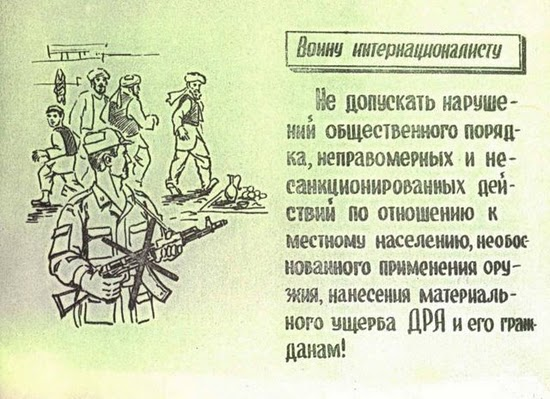 Воину интернационалисту
Не допускать наруше-
ний общественного поряд-
ка, неправомерных и не-
санкционированных дей-
ствий по отношению к
местному населению, необос-
нованного применения ору-
жия, нанесения материаль-
ного ущерба ДРА и его граж-
данам!